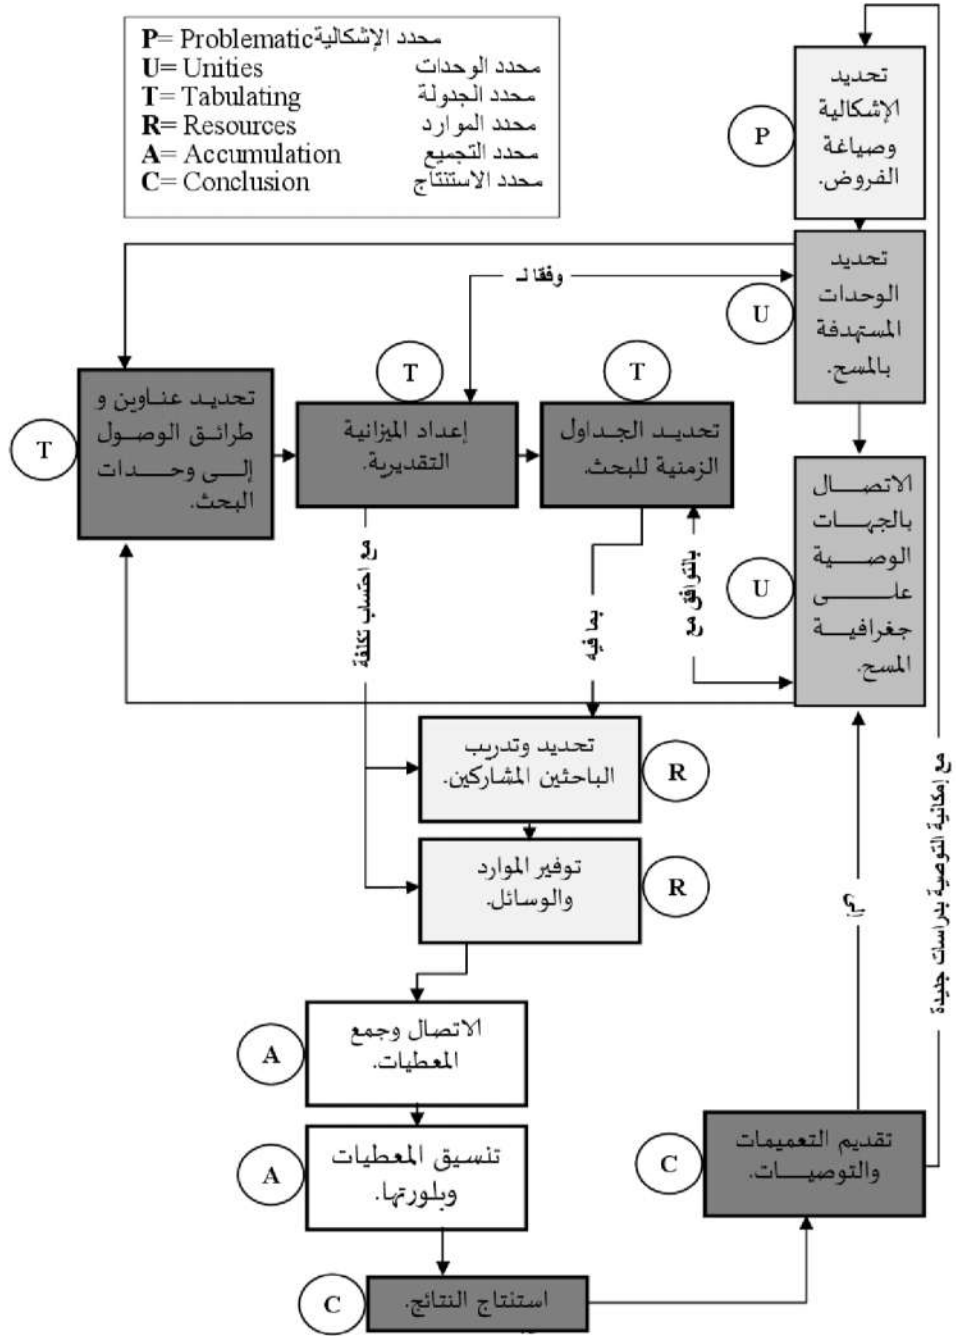 P= Problematic محدد الإشكالية
U= Unities محدد الوحدات
T= Tabulating محدد الجدولة
R= Resources محدد الموارد
A= Accumulation محدد التجميع
C= Conclusion محدد الاستنتاج
تحديد
الإشكالية
وصياغة
الفروض.
P
تحديد
الوحدات
المستهدفة
بالمسح.
U
وفقا لـ
T
T
تحديد الجداول
الزمنية للبحث.
إعداد الميزانية
التقديرية.
تحديد عناوين و
طرائق الوصول
إلى وحدات
البحث.
T
الاتصال
بالجهات
الوصية
على
جغرافية
المسح.
U
بالتوافق مع
بما فيه
مع احتساب تكلفة
تحديد وتدريب
الباحثين المشاركين.
R
توفير الموارد
والوسائل.
R
إلى
مع إمكانية التوصية بدراسات جديدة
الاتصال وجمع
المعطيات.
A
تنسيق المعطيات
وبلورتها.
A
تقديم التعميمات
والتوصيات.
C
استنتاج النتائج.
C